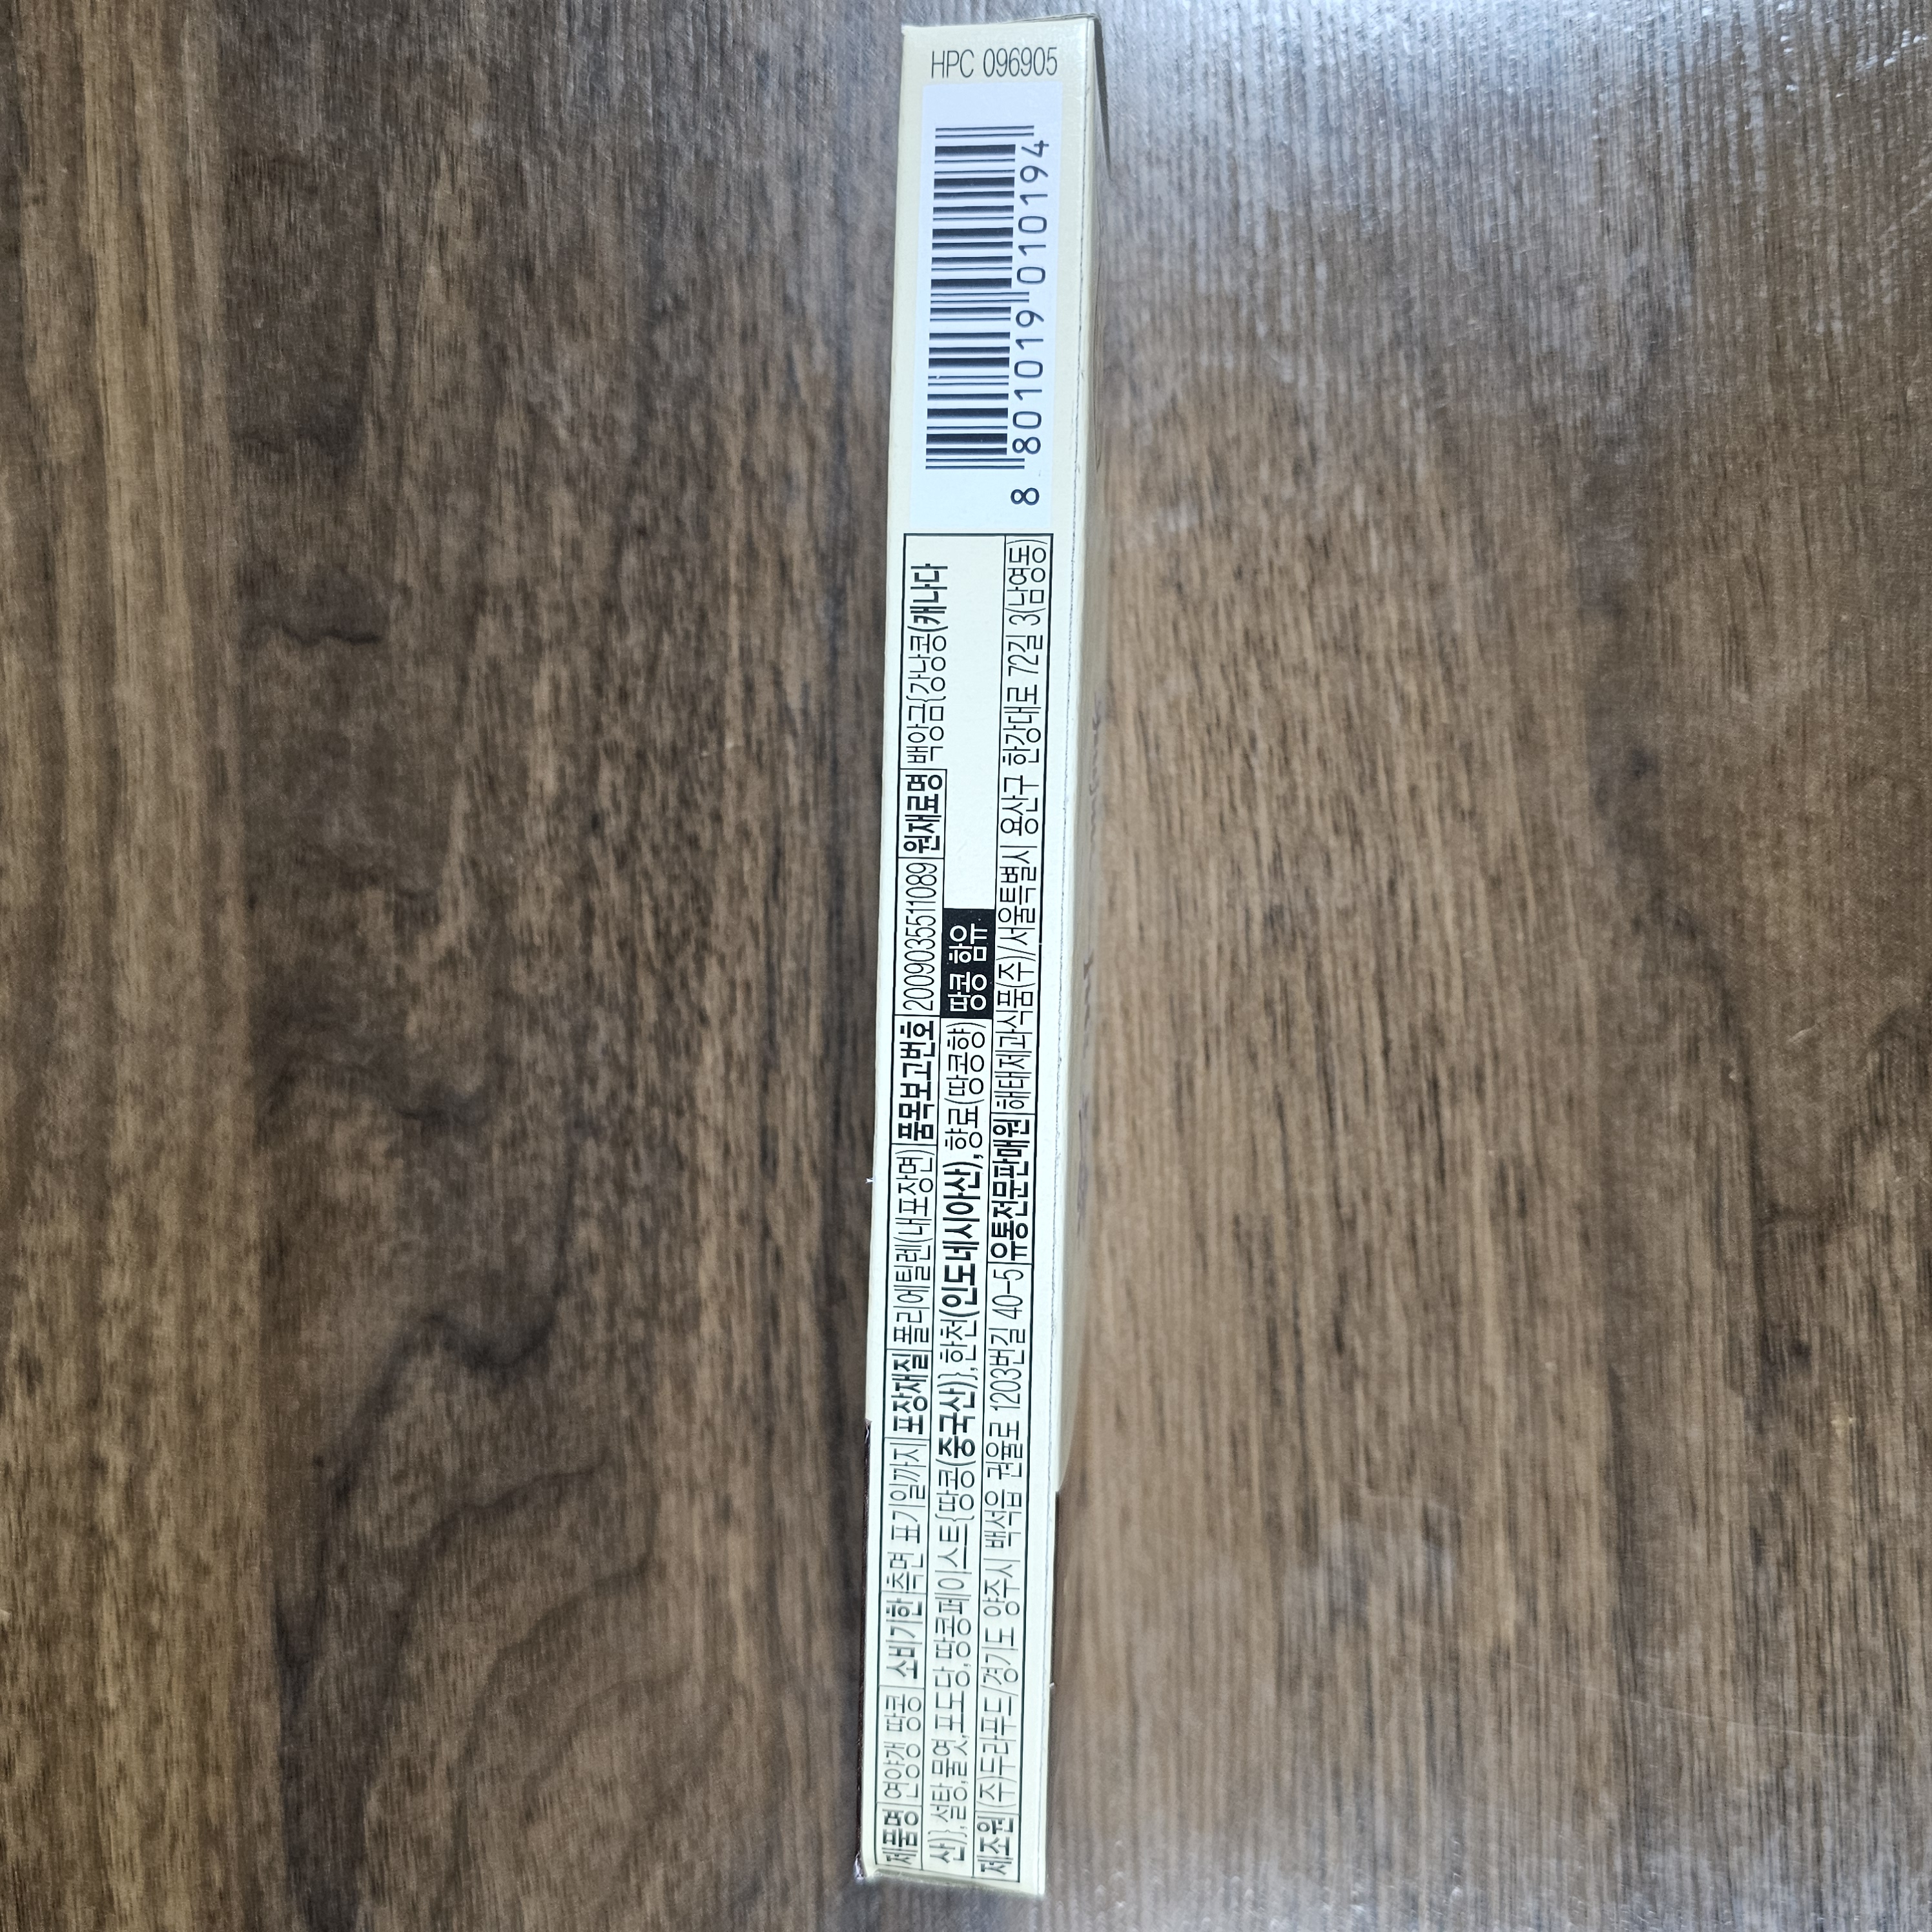 제품명 연양갱 땅콩 소비기한 측면 표기일까지 포장재질 폴리에틸렌(내포장면) 품목보고번호 200903551​1089 원재료명 백앙금{강낭콩(캐나다
산)},설탕,물엿,포도당,땅콩페이스트{땅콩(중국산)},한천(인도네시아산),향료(땅콩향) 땅콩 함유
제조원 (주)두라푸드/경기도 양주시 백석읍 권율로 1203번길 40-5 유통전문판매원 해태제과식품(주)/서울특별시 용산구 한강대로 72길 3(남영동)
8 801019 010194
HPC 096905